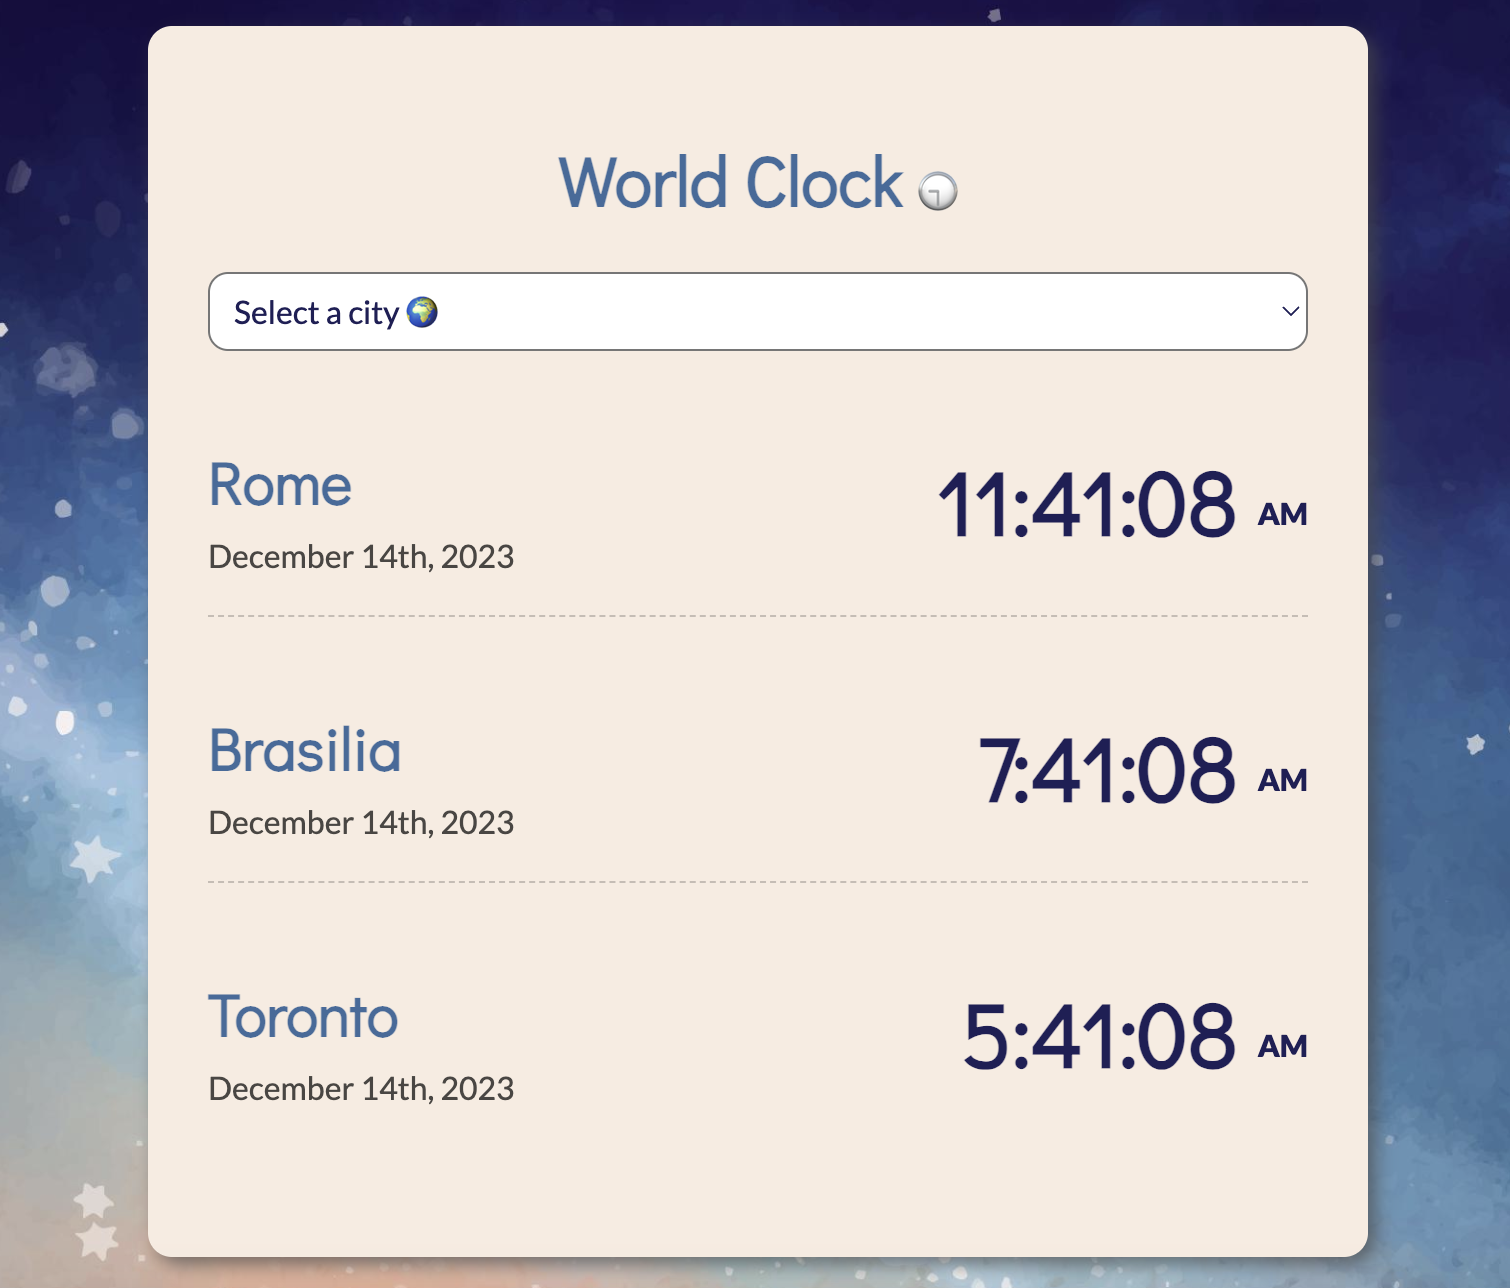 World Clock 🕘
Select a city 🌍
Rome
11:41:08 AM
December 14th, 2023
Brasilia
7:41:08 AM
December 14th, 2023
Toronto
5:41:08 AM
December 14th, 2023